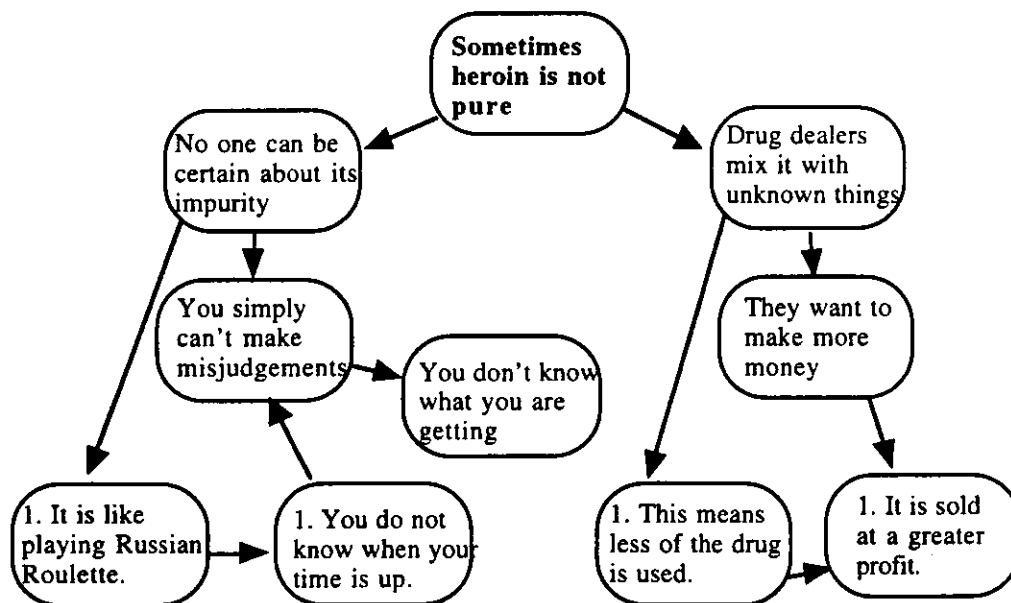 Sometimes
heroin is not
pure
No one can be
certain about its
impurity
Drug dealers
mix it with
unknown things
You simply
can't make
misjudgements
They want to
make more
money
You don't know
what you are
getting
1. It is like
playing Russian
Roulette.
1. You do not
know when your
time is up.
1. This means
less of the drug
is used.
1. It is sold
at a greater
profit.